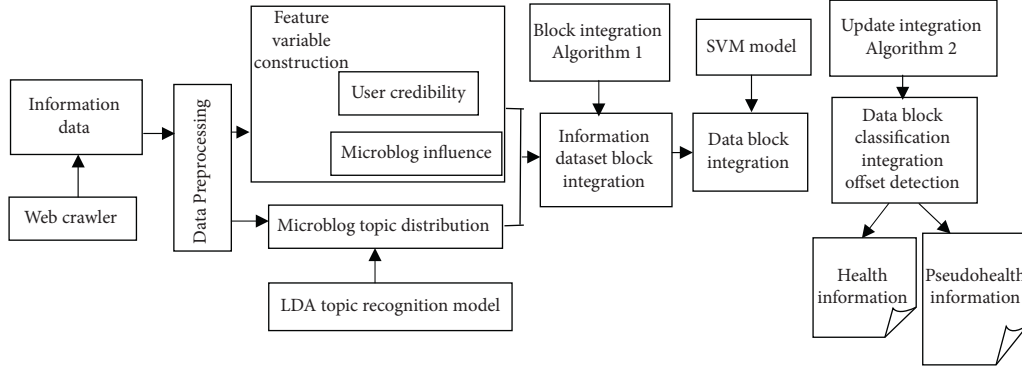 Information
data
Web crawler
Data Preprocessing
Feature
variable
construction
User credibility
Microblog influence
Microblog topic distribution
LDA topic recognition model
Block integration
Algorithm 1
Information
dataset block
integration
SVM model
Data block
integration
Update integration
Algorithm 2
Data block
classification
integration
offset detection
Health
information
Pseudohealth
information